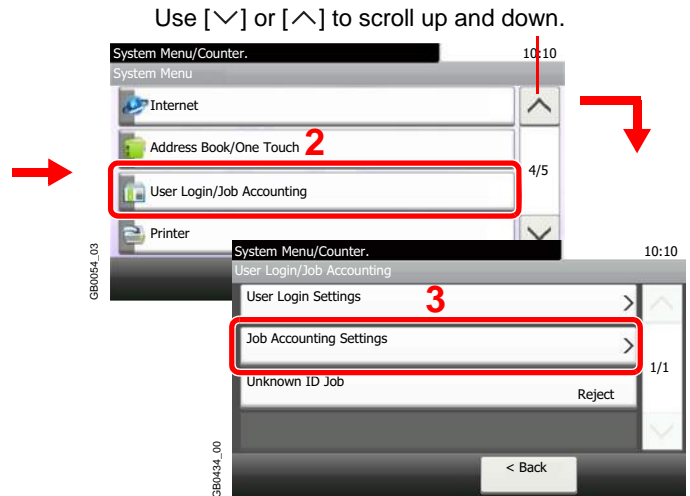 Use [∨] or [∧] to scroll up and down.
System Menu/Counter.
10:10
System Menu
Internet
Address Book/One Touch
2
4/5
User Login/Job Accounting
Printer
GB0054_03
System Menu/Counter.
10:10
User Login/Job Accounting
User Login Settings
3
Job Accounting Settings
1/1
Unknown ID Job
Reject
< Back
GB0434_00